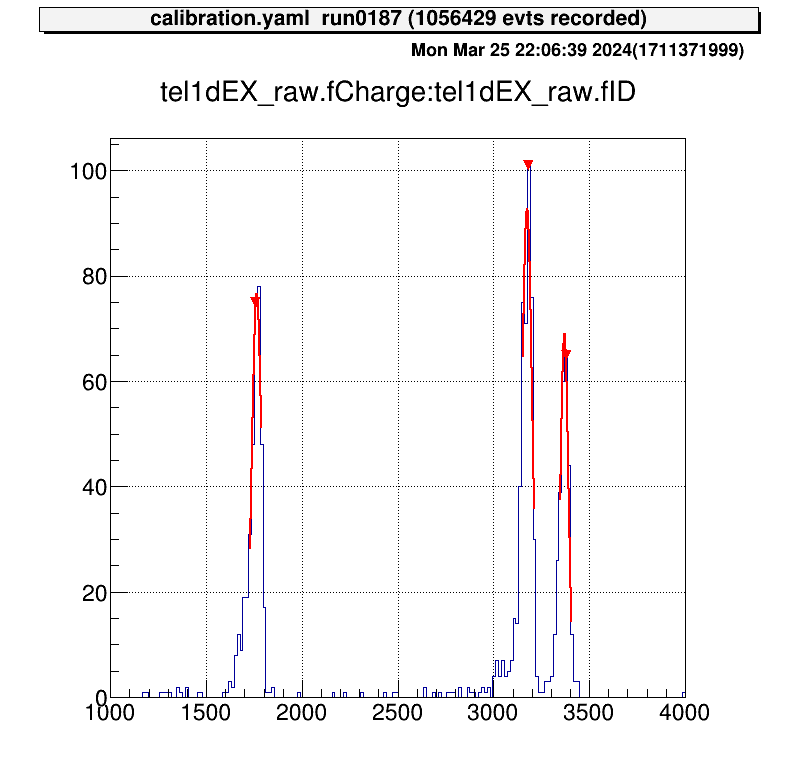 calibration.yaml run0187 (1056429 evts recorded)
Mon Mar 25 22:06:39 2024(1711371999)
tel1dEX_raw.fCharge:tel1dEX_raw.fID
100
80
60
40
20
0
1000 1500 2000 2500 3000 3500 4000